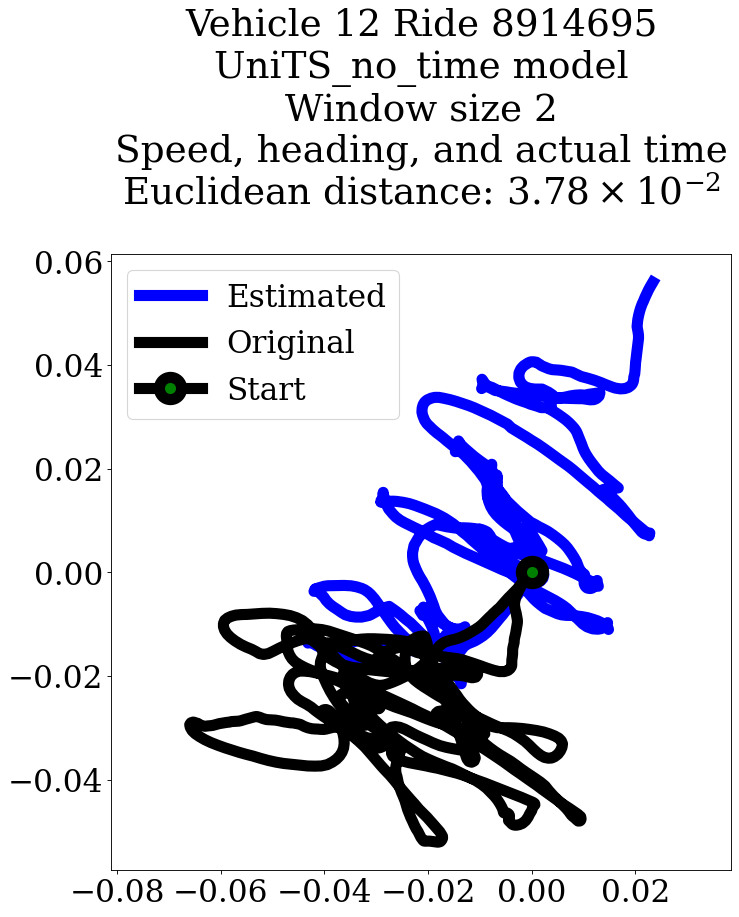 Vehicle 12 Ride 8914695
UniTS_no_time model
Window size 2
Speed, heading, and actual time
Euclidean distance: 3.78 × 10⁻²
Estimated
Original
Start
0.06
0.04
0.02
0.00
−0.02
−0.04
−0.08 −0.06 −0.04 −0.02 0.00 0.02